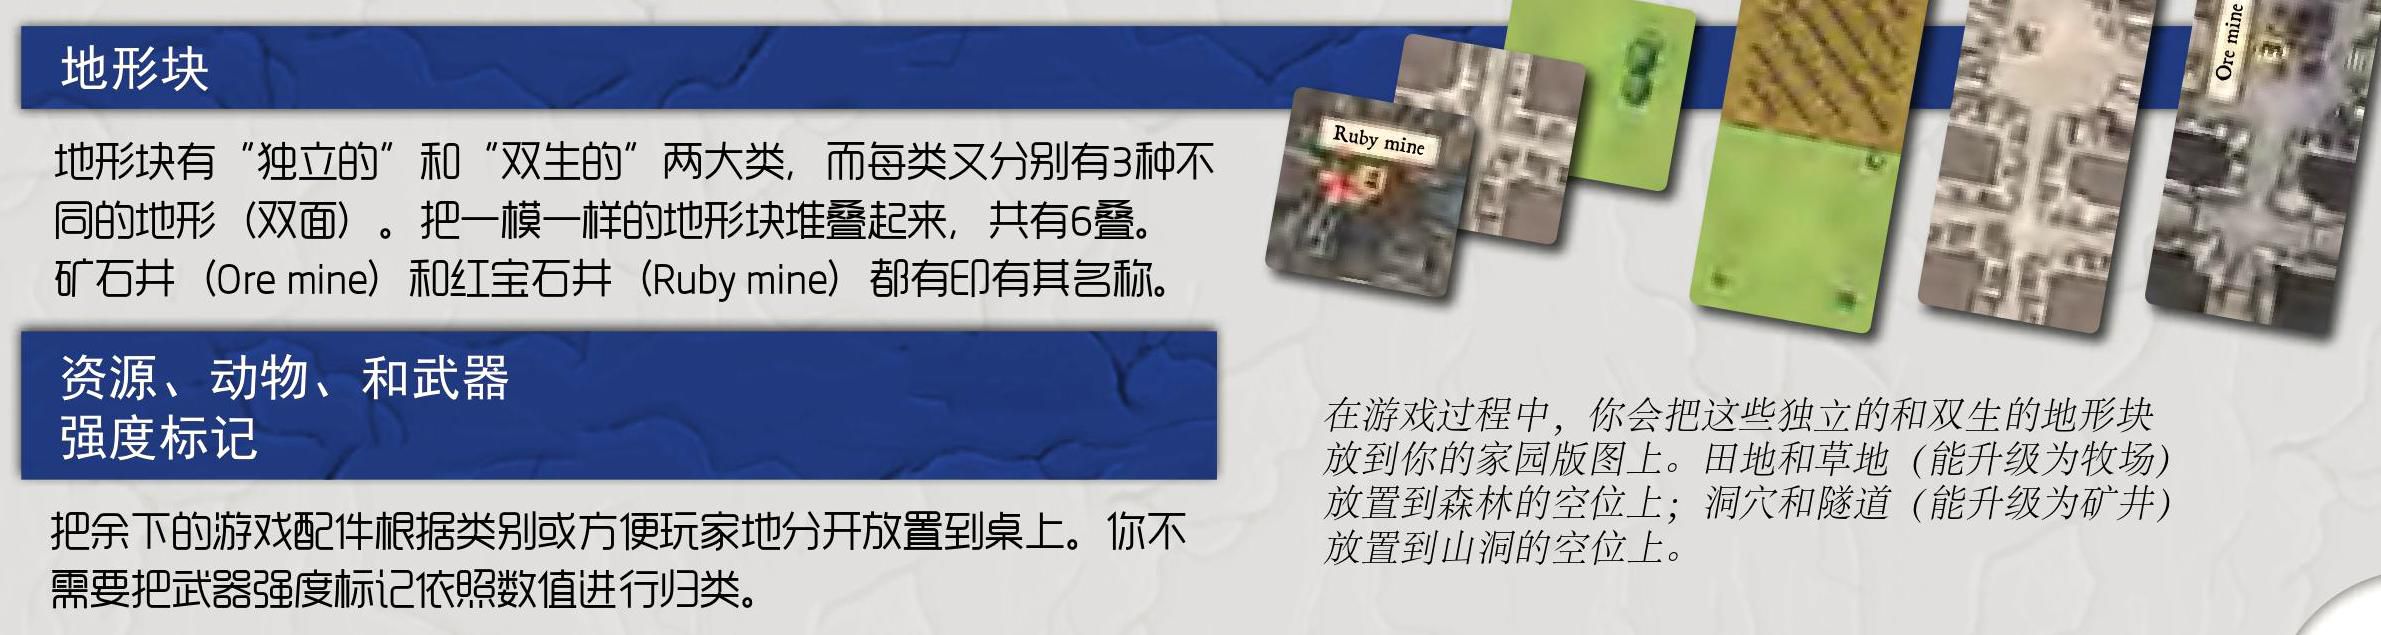 地形块
地形块有“独立的”和“双生的”两大类，而每类又分别有3种不
同的地形（双面）。把一模一样的地形块堆叠起来，共有6叠。
矿石井（Ore mine）和红宝石井（Ruby mine）都有印有其名称。
Ruby mine
Ore mine
3
资源、动物、和武器
强度标记
把余下的游戏配件根据类别或方便玩家地分开放置到桌上。你不
需要把武器强度标记依照数值进行归类。
在游戏过程中，你会把这些独立的和双生的地形块
放到你的家园版图上。田地和草地（能升级为牧场）
放置到森林的空位上；洞穴和隧道（能升级为矿井）
放置到山洞的空位上。